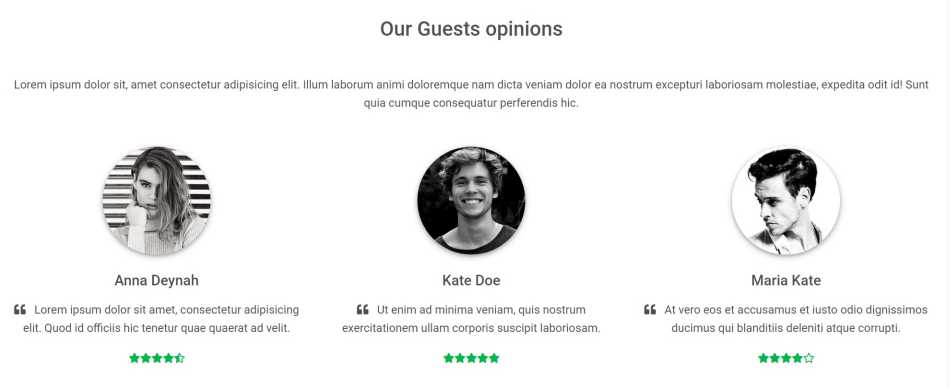 Our Guests opinions
Lorem ipsum dolor sit, amet consectetur adipisicing elit. Illum laborum animi doloremque nam dicta veniam dolor ea nostrum excepturi laboriosam molestiae, expedita odit id! Sunt
quia cumque consequatur perferendis hic.
Anna Deynah
Lorem ipsum dolor sit amet, consectetur adipisicing
elit. Quod id officiis hic tenetur quae quaerat ad velit.
Kate Doe
Ut enim ad minima veniam, quis nostrum
exercitationem ullam corporis suscipit laboriosam.
Maria Kate
At vero eos et accusamus et iusto odio dignissimos
ducimus qui blanditiis deleniti atque corrupti.